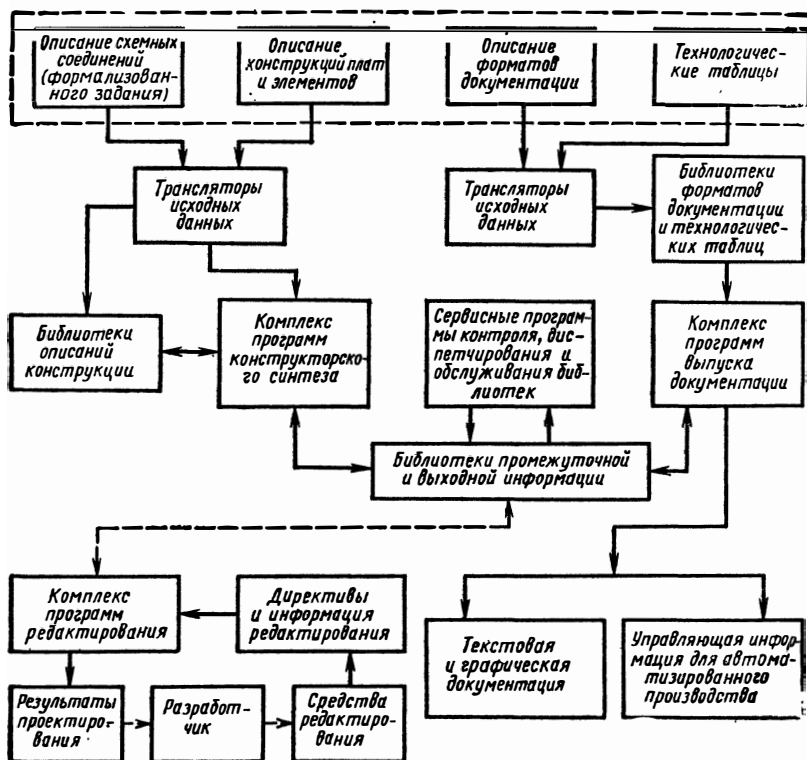 Описание схемных
соединений
(формализован-
ного задания)
Описание
конструкций плат
и элементов
Описание
форматов
документации
Технологичес-
кие таблицы
Трансляторы
исходных
данных
Трансляторы
исходных
данных
Библиотеки
форматов
документации
и технологичес-
ких таблиц
Библиотеки
описаний
конструкции
Комплекс
программ
конструкторско-
го синтеза
Сервисные програм-
мы контроля, дис-
петчирования и
обслуживания биб-
лиотек
Комплекс
программ
выпуска
документации
Библиотеки промежуточной
и выходной информации
Комплекс
программ
редактирования
Директивы
и информация
редактирования
Текстовая
и графическая
документация
Управляющая инфор-
мация для автома-
тизированного
производства
Результаты
проектиро-
вания
Разработ-
чик
Средства
редактиро-
вания